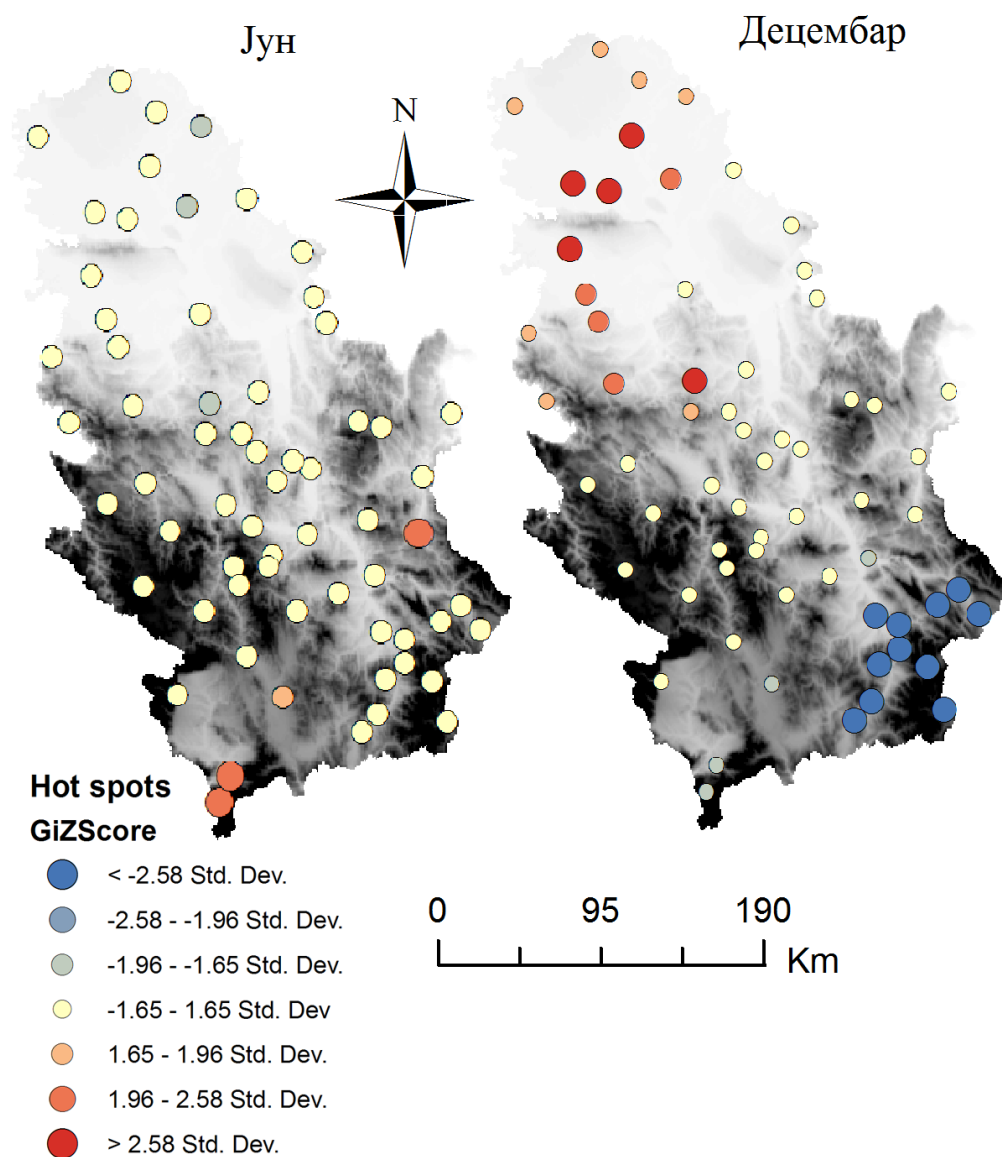 Јун
Децембар
N
Hot spots
GiZScore
< -2.58 Std. Dev.
-2.58 - -1.96 Std. Dev.
-1.96 - -1.65 Std. Dev.
-1.65 - 1.65 Std. Dev
1.65 - 1.96 Std. Dev.
1.96 - 2.58 Std. Dev.
> 2.58 Std. Dev.
0 95 190
Km